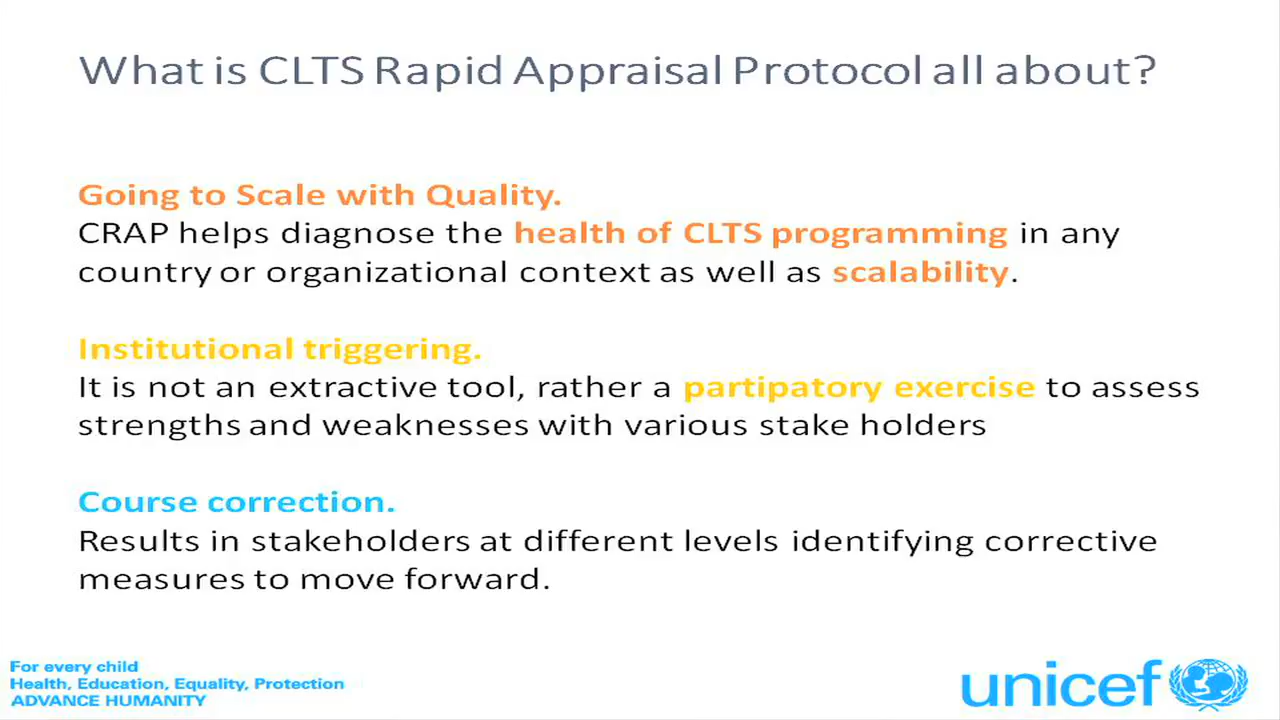 What is CLTS Rapid Appraisal Protocol all about?
Going to Scale with Quality.
CRAP helps diagnose the health of CLTS programming in any
country or organizational context as well as scalability.
Institutional triggering.
It is not an extractive tool, rather a partipatory exercise to assess
strengths and weaknesses with various stake holders
Course correction.
Results in stakeholders at different levels identifying corrective
measures to move forward.
For every child
Health, Education, Equality, Protection
ADVANCE HUMANITY
unicef